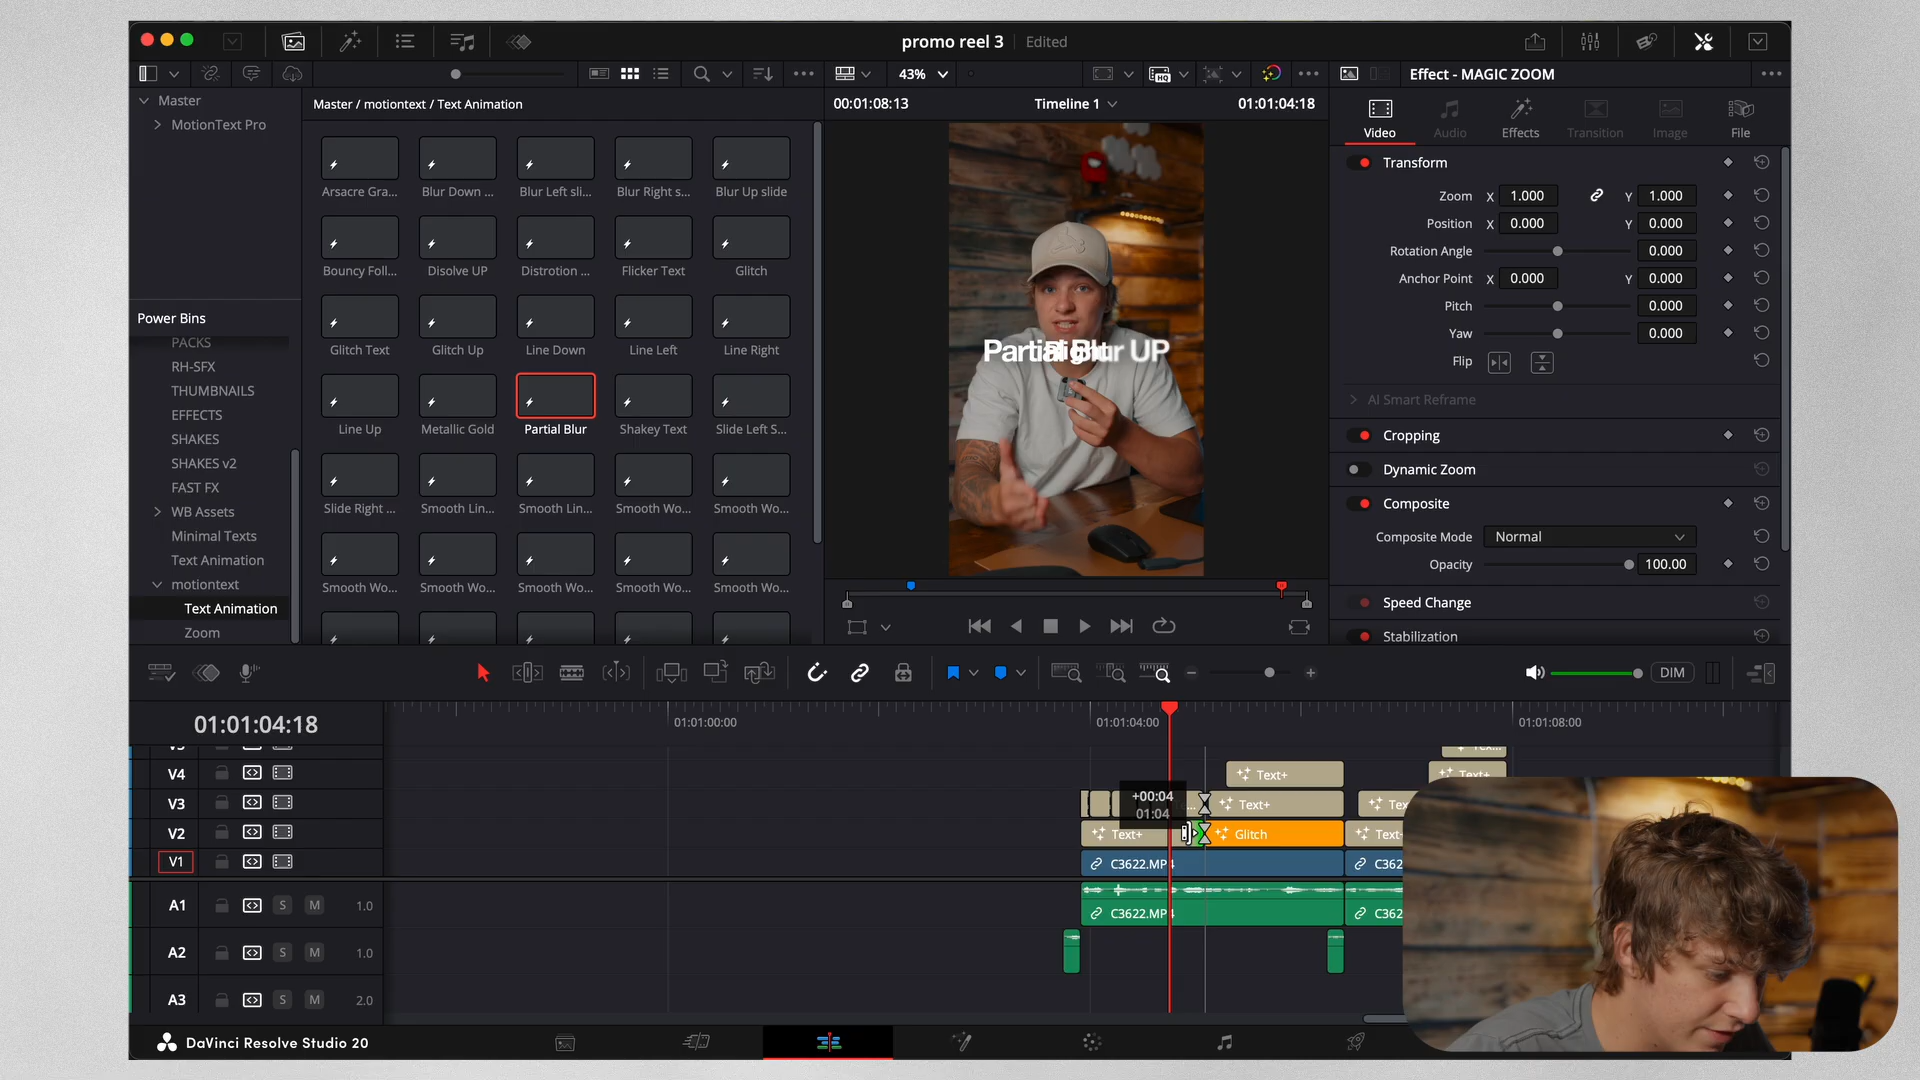 promo reel 3 Edited
43%
Effect - MAGIC ZOOM
Master
MotionText Pro
Master / motiontext / Text Animation
00:01:08:13 Timeline 1 01:01:04:18
Video Audio Effects Transition Image File
Arsacre Gra... Blur Down ... Blur Left sli... Blur Right s... Blur Up slide
Bouncy Foll... Disolve UP Distrotion ... Flicker Text Glitch
Glitch Text Glitch Up Line Down Line Left Line Right
Line Up Metallic Gold Partial Blur Shakey Text Slide Left S...
Slide Right ... Smooth Lin... Smooth Lin... Smooth Wo... Smooth Wo...
Smooth Wo... Smooth Wo... Smooth Wo... Smooth Wo... Smooth Wo...
Power Bins
PACKS
RH-SFX
THUMBNAILS
EFFECTS
SHAKES
SHAKES v2
FAST FX
WB Assets
Minimal Texts
Text Animation
motiontext
Text Animation
Zoom
Partial Blur UP
Transform
Zoom X 1.000 Y 1.000
Position X 0.000 Y 0.000
Rotation Angle 0.000
Anchor Point X 0.000 Y 0.000
Pitch 0.000
Yaw 0.000
Flip
AI Smart Reframe
Cropping
Dynamic Zoom
Composite
Composite Mode Normal
Opacity 100.00
Speed Change
Stabilization
DIM
01:01:04:18
01:01:00:00 01:01:04:00 01:01:08:00
V4 Text+ Text+
V3 Text+
V2 Text+ Glitch Text+
+00:04
01:04
V1 C3622.MP4 C362
A1 S M 1.0
C3622.MP4 C362
A2 S M 1.0
A3 S M 2.0
DaVinci Resolve Studio 20